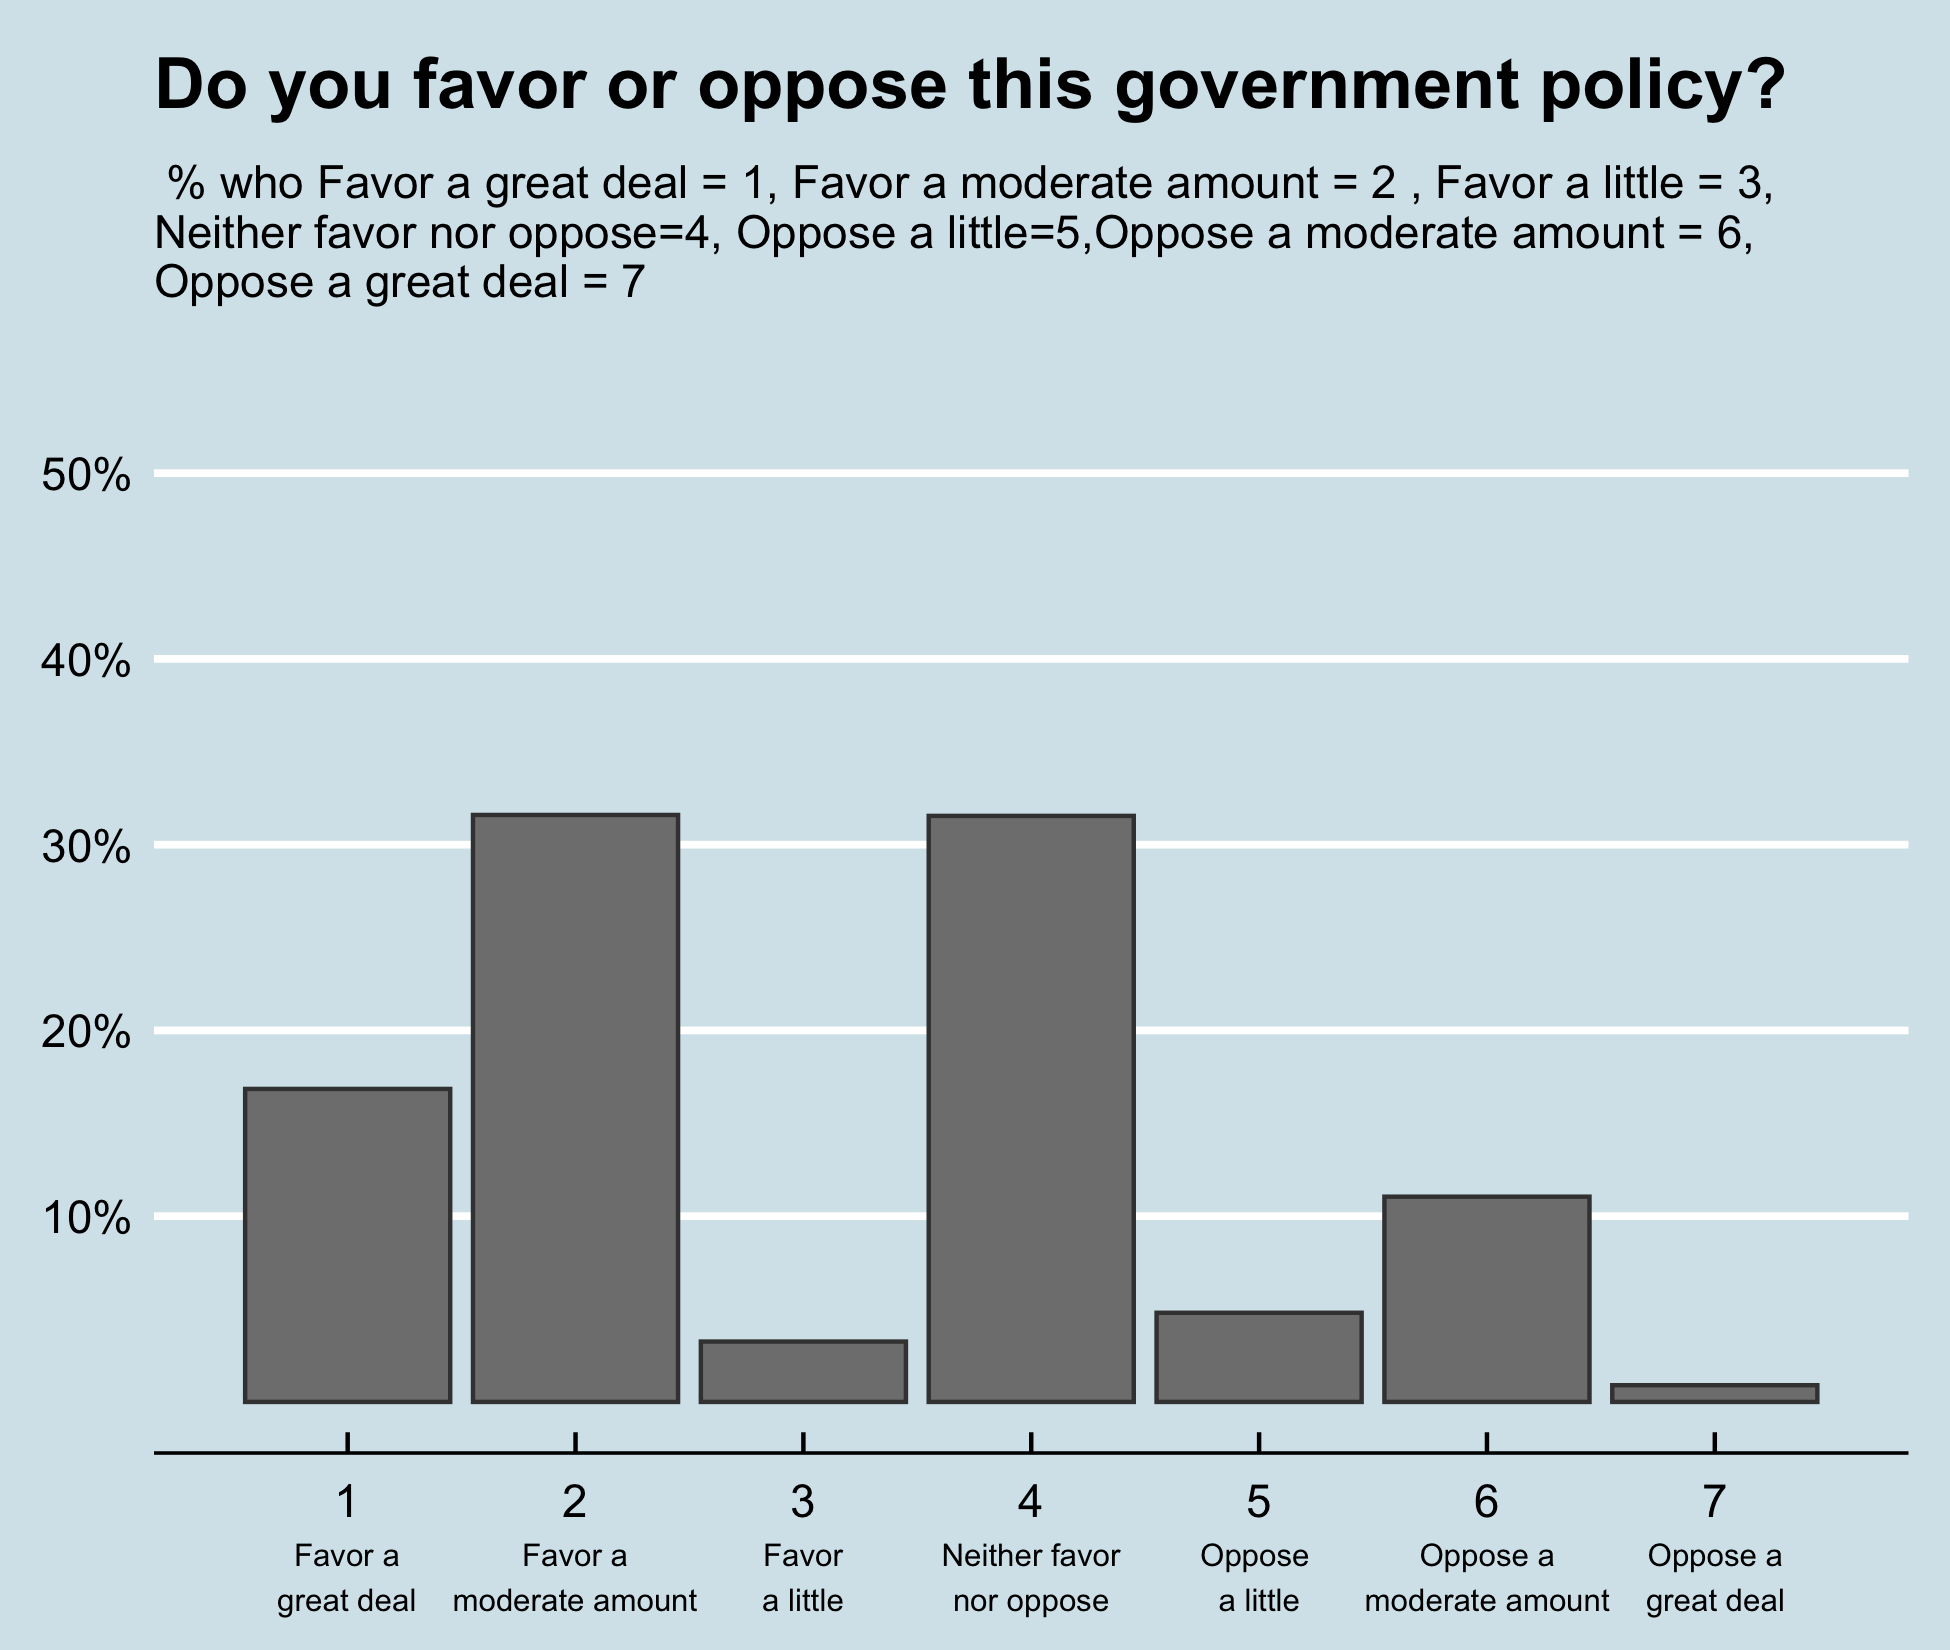 Do you favor or oppose this government policy?
% who Favor a great deal = 1, Favor a moderate amount = 2 , Favor a little = 3,
Neither favor nor oppose=4, Oppose a little=5,Oppose a moderate amount = 6,
Oppose a great deal = 7
50%
40%
30%
20%
10%
1 2 3 4 5 6 7
Favor a Favor a Favor Neither favor Oppose Oppose a Oppose a
great deal moderate amount a little nor oppose a little moderate amount great deal